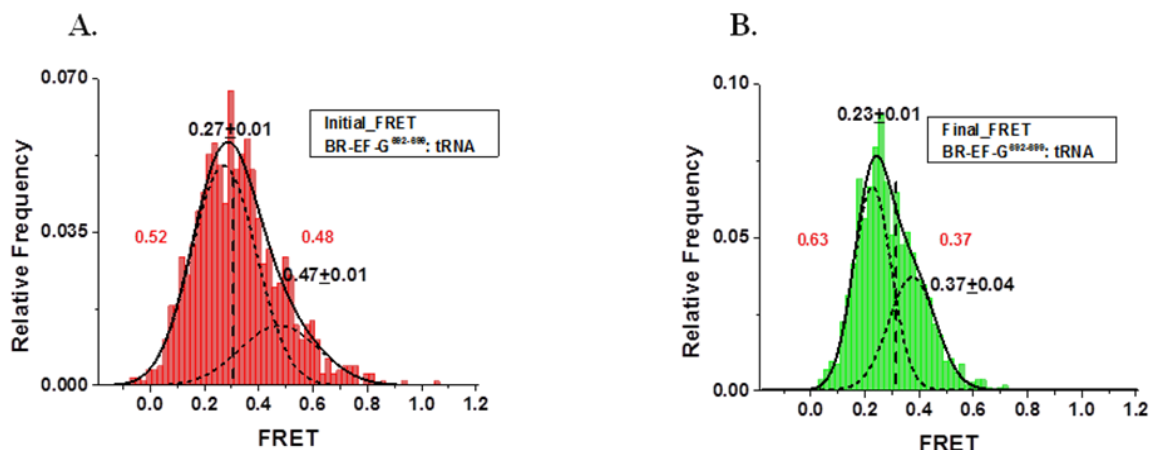 A.
0.070
0.035
0.000
Relative Frequency
0.27±0.01
Initial_FRET
BR-EF-G⁶⁹²⁻⁶⁹⁹: tRNA
0.52
0.48
0.47±0.01
0.0 0.2 0.4 0.6 0.8 1.0 1.2
FRET
B.
0.10
0.05
0.00
Relative Frequency
0.23±0.01
Final_FRET
BR-EF-G⁶⁹²⁻⁶⁹⁹: tRNA
0.63
0.37
0.37±0.04
0.0 0.2 0.4 0.6 0.8 1.0 1.2
FRET